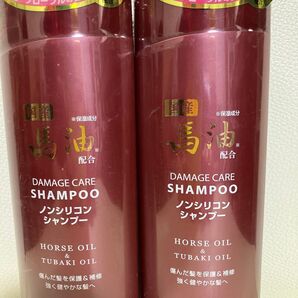 ※保湿成分
馬油※
配合
DAMAGE CARE
SHAMPOO
ノンシリコン
シャンプー
HORSE OIL
&
TUBAKI OIL
傷んだ髪を保護&補修
強く健やかな髪へ
※保湿成分
馬油※
配合
DAMAGE CARE
SHAMPOO
ノンシリコン
シャンプー
HORSE OIL
&
TUBAKI OIL
傷んだ髪を保護&補修
強く健やかな髪へ